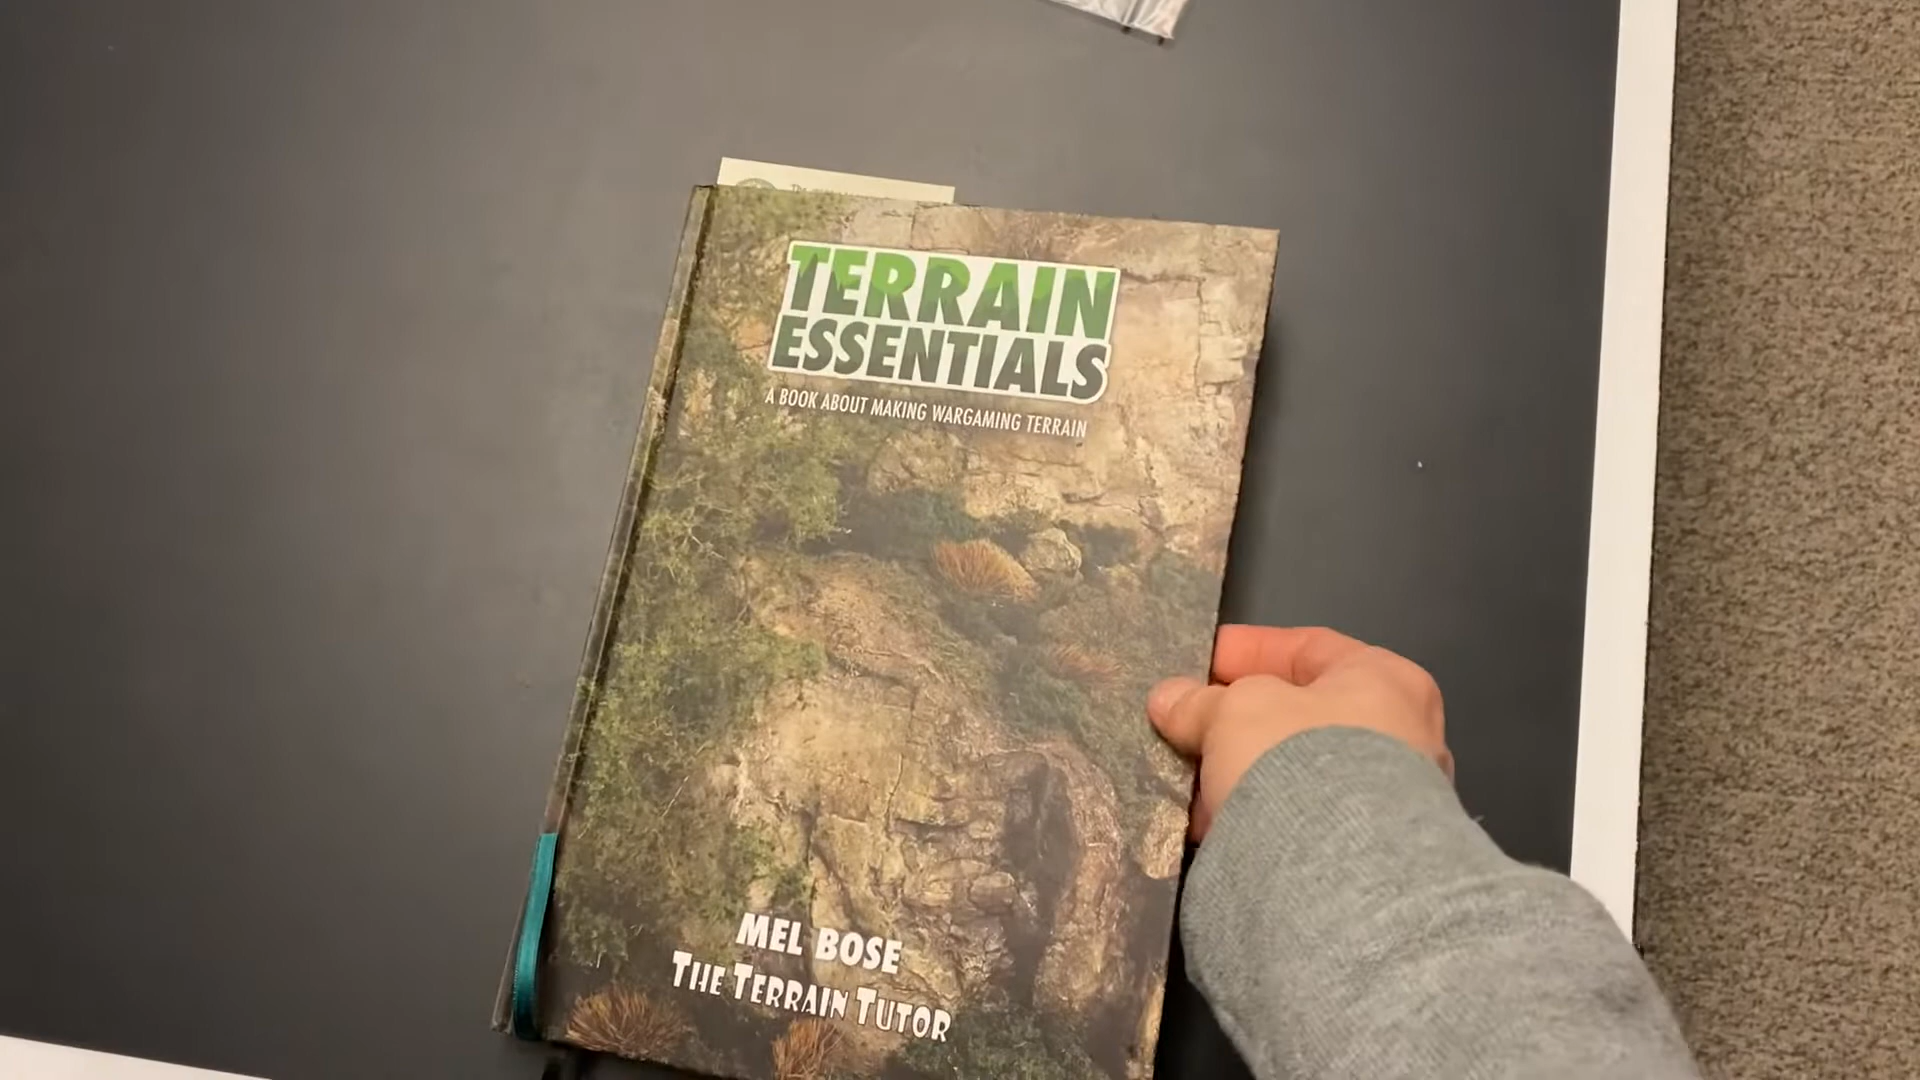 TERRAIN
ESSENTIALS
A BOOK ABOUT MAKING WARGAMING TERRAIN
MEL BOSE
THE TERRAIN TUTOR